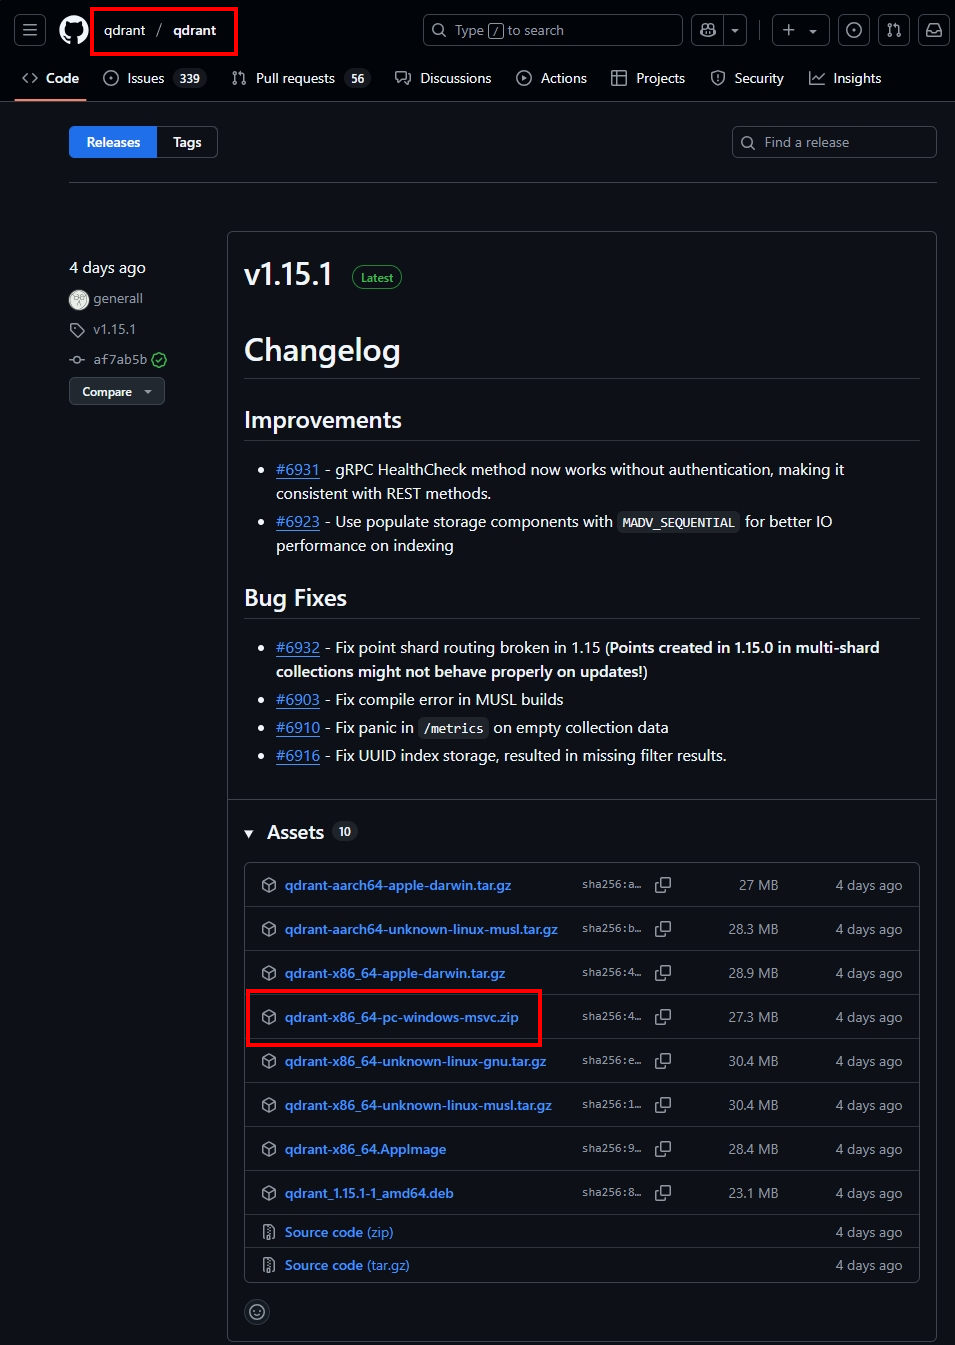 qdrant / qdrant
Type / to search
Code
Issues 339
Pull requests 56
Discussions
Actions
Projects
Security
Insights
Releases
Tags
Find a release
4 days ago
generall
v1.15.1
af7ab5b
Compare
v1.15.1 Latest
Changelog
Improvements
#6931 - gRPC HealthCheck method now works without authentication, making it
consistent with REST methods.
#6923 - Use populate storage components with MADV_SEQUENTIAL for better IO
performance on indexing
Bug Fixes
#6932 - Fix point shard routing broken in 1.15 (Points created in 1.15.0 in multi-shard
collections might not behave properly on updates!)
#6903 - Fix compile error in MUSL builds
#6910 - Fix panic in /metrics on empty collection data
#6916 - Fix UUID index storage, resulted in missing filter results.
Assets 10
qdrant-aarch64-apple-darwin.tar.gz sha256:a... 27 MB 4 days ago
qdrant-aarch64-unknown-linux-musl.tar.gz sha256:b... 28.3 MB 4 days ago
qdrant-x86_64-apple-darwin.tar.gz sha256:4... 28.9 MB 4 days ago
qdrant-x86_64-pc-windows-msvc.zip sha256:4... 27.3 MB 4 days ago
qdrant-x86_64-unknown-linux-gnu.tar.gz sha256:e... 30.4 MB 4 days ago
qdrant-x86_64-unknown-linux-musl.tar.gz sha256:1... 30.4 MB 4 days ago
qdrant-x86_64.AppImage sha256:9... 28.4 MB 4 days ago
qdrant_1.15.1-1_amd64.deb sha256:8... 23.1 MB 4 days ago
Source code (zip) 4 days ago
Source code (tar.gz) 4 days ago